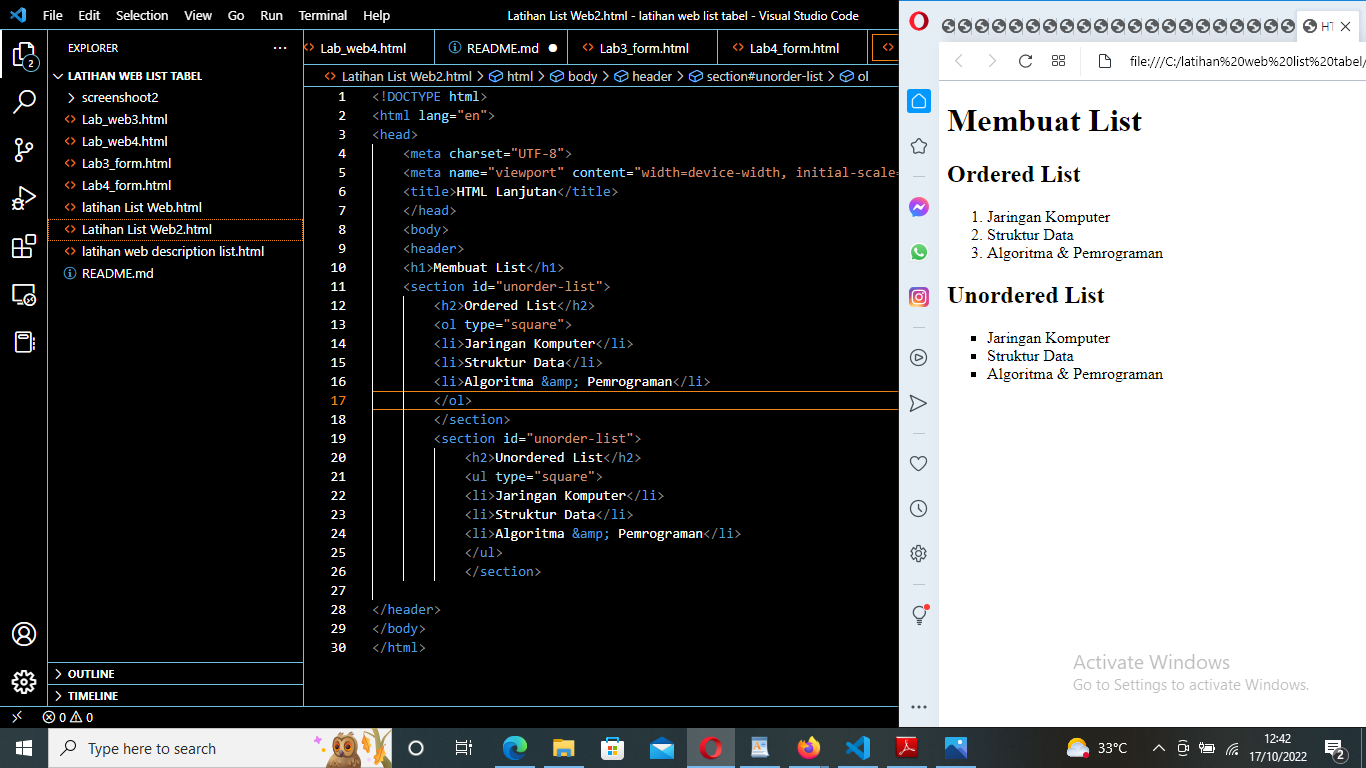 File Edit Selection View Go Run Terminal Help
Latihan List Web2.html - latihan web list tabel - Visual Studio Code
EXPLORER
LATIHAN WEB LIST TABEL
screenshoot2
Lab_web3.html
Lab_web4.html
Lab3_form.html
Lab4_form.html
latihan List Web.html
Latihan List Web2.html
latihan web description list.html
README.md
OUTLINE
TIMELINE
2
Lab_web4.html README.md Lab3_form.html Lab4_form.html
Latihan List Web2.html > html > body > header > section#unorder-list > ol
1 <!DOCTYPE html>
2 <html lang="en">
3 <head>
4 <meta charset="UTF-8">
5 <meta name="viewport" content="width=device-width, initial-scale=
6 <title>HTML Lanjutan</title>
7 </head>
8 <body>
9 <header>
10 <h1>Membuat List</h1>
11 <section id="unorder-list">
12 <h2>Ordered List</h2>
13 <ol type="square">
14 <li>Jaringan Komputer</li>
15 <li>Struktur Data</li>
16 <li>Algoritma &amp; Pemrograman</li>
17 </ol>
18 </section>
19 <section id="unorder-list">
20 <h2>Unordered List</h2>
21 <ul type="square">
22 <li>Jaringan Komputer</li>
23 <li>Struktur Data</li>
24 <li>Algoritma &amp; Pemrograman</li>
25 </ul>
26 </section>
27
28 </header>
29 </body>
30 </html>
0 0
HT
file:///C:/latihan%20web%20list%20tabel/
Membuat List
Ordered List
1. Jaringan Komputer
2. Struktur Data
3. Algoritma & Pemrograman
Unordered List
Jaringan Komputer
Struktur Data
Algoritma & Pemrograman
Activate Windows
Go to Settings to activate Windows.
Type here to search
33°C
12:42
17/10/2022
2